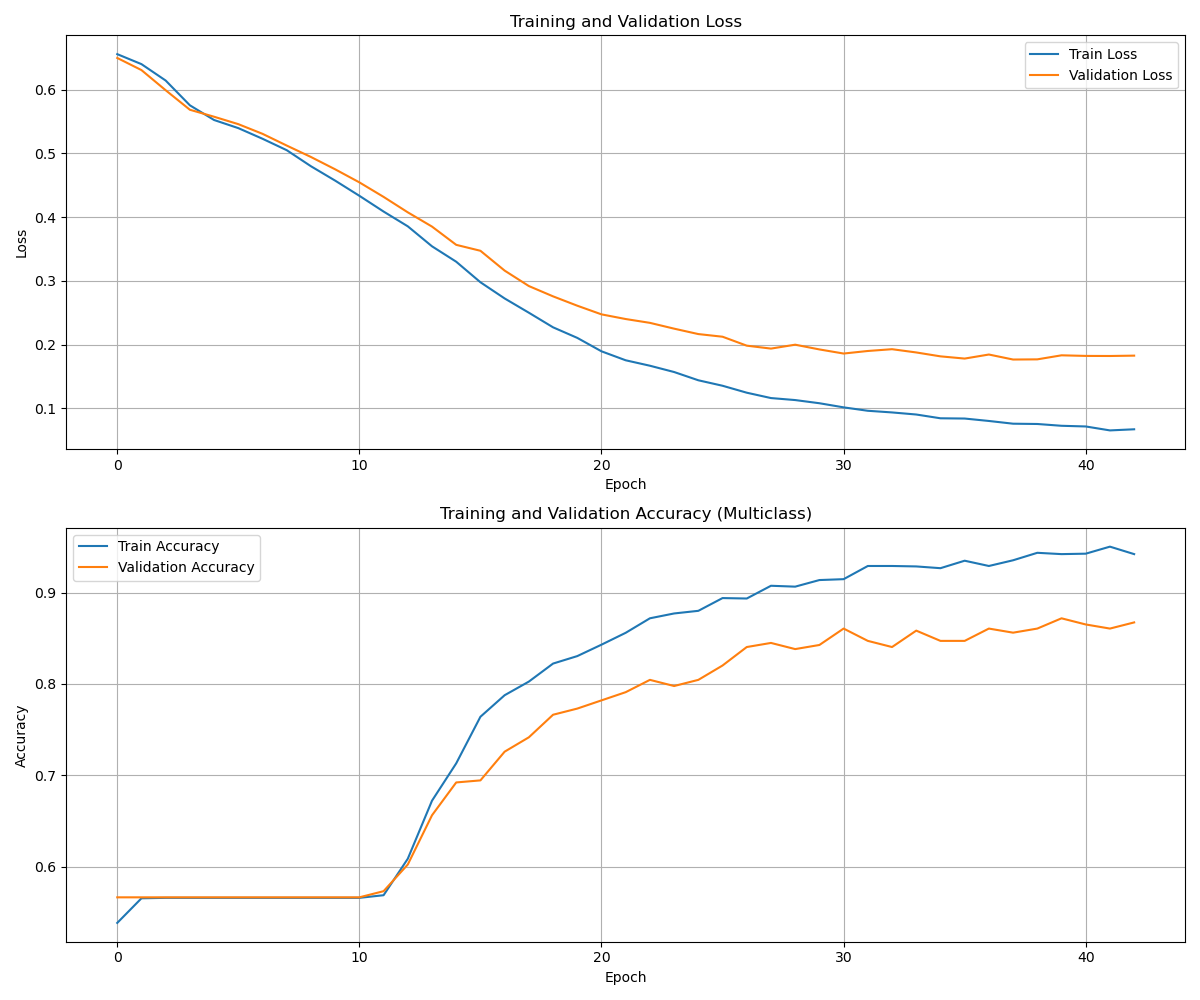 Training and Validation Loss
Train Loss
Validation Loss
Loss
0.6
0.5
0.4
0.3
0.2
0.1
0 10 20 30 40
Epoch
Training and Validation Accuracy (Multiclass)
Train Accuracy
Validation Accuracy
Accuracy
0.9
0.8
0.7
0.6
0 10 20 30 40
Epoch